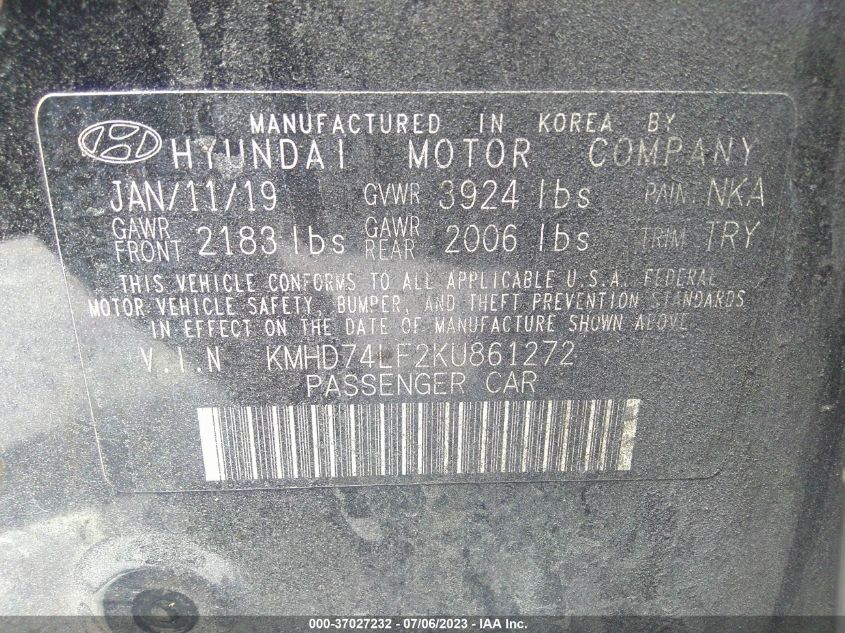 MANUFACTURED IN KOREA BY
HYUNDAI MOTOR COMPANY
JAN/11/19 GVWR 3924 lbs PAINT NKA
GAWR FRONT 2183 lbs GAWR REAR 2006 lbs TRIM TRY
THIS VEHICLE CONFORMS TO ALL APPLICABLE U.S.A. FEDERAL
MOTOR VEHICLE SAFETY, BUMPER, AND THEFT PREVENTION STANDARDS
IN EFFECT ON THE DATE OF MANUFACTURE SHOWN ABOVE.
V.I.N KMHD74LF2KU861272
PASSENGER CAR
000-37027232 - 07/06/2023 - IAA Inc.